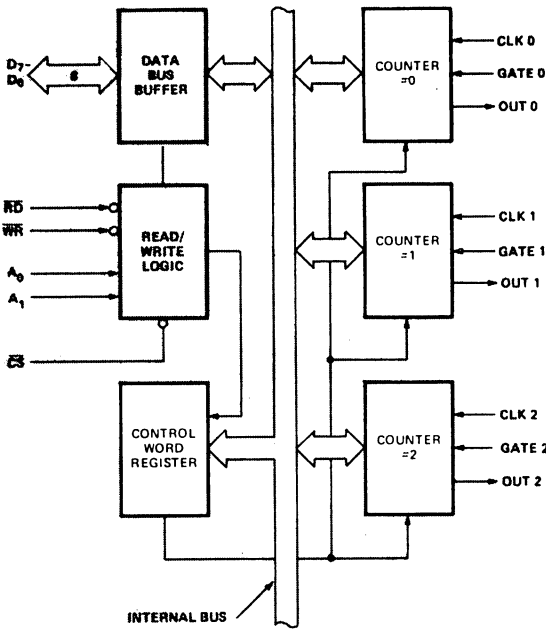 D7-
D0
8
DATA
BUS
BUFFER
COUNTER
=0
CLK 0
GATE 0
OUT 0
RD
WR
A0
A1
CS
READ/
WRITE
LOGIC
COUNTER
=1
CLK 1
GATE 1
OUT 1
CONTROL
WORD
REGISTER
COUNTER
=2
CLK 2
GATE 2
OUT 2
INTERNAL BUS